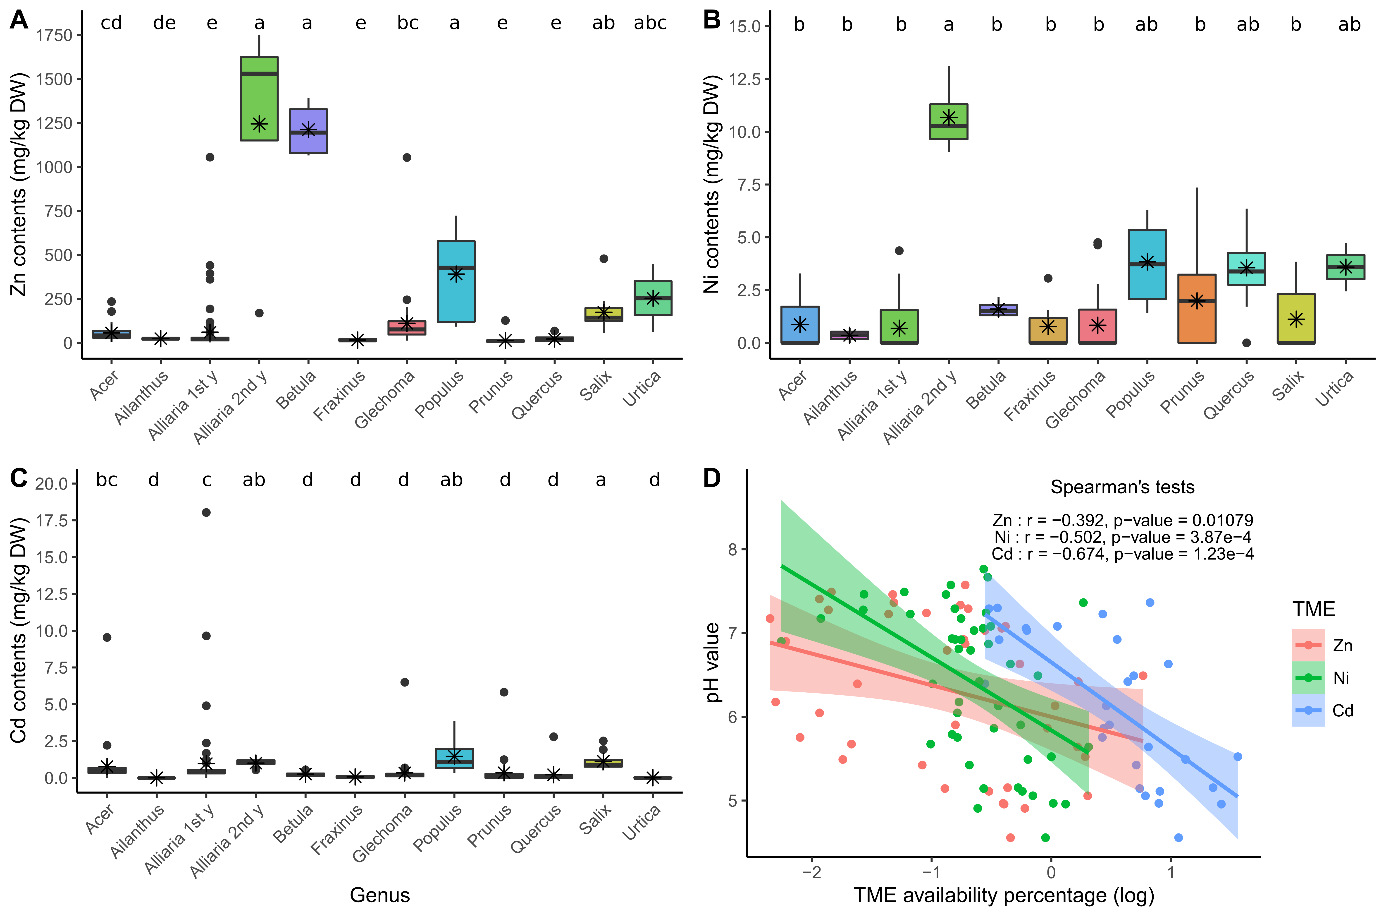 A
cd de e a a e bc a e e ab abc
Zn contents (mg/kg DW)
1750
1500
1250
1000
750
500
250
0
Acer Ailanthus Alliaria 1st y Alliaria 2nd y Betula Fraxinus Glechoma Populus Prunus Quercus Salix Urtica
B
b b b a b b b ab b ab b ab
Ni contents (mg/kg DW)
15.0
12.5
10.0
7.5
5.0
2.5
0.0
Acer Ailanthus Alliaria 1st y Alliaria 2nd y Betula Fraxinus Glechoma Populus Prunus Quercus Salix Urtica
C
bc d c ab d d d ab d d a d
Cd contents (mg/kg DW)
20.0
17.5
15.0
12.5
10.0
7.5
5.0
2.5
0.0
Acer Ailanthus Alliaria 1st y Alliaria 2nd y Betula Fraxinus Glechoma Populus Prunus Quercus Salix Urtica
Genus
D
Spearman's tests
Zn : r = −0.392, p−value = 0.01079
Ni : r = −0.502, p−value = 3.87e−4
Cd : r = −0.674, p−value = 1.23e−4
pH value
8
7
6
5
−2 −1 0 1
TME availability percentage (log)
TME
Zn
Ni
Cd